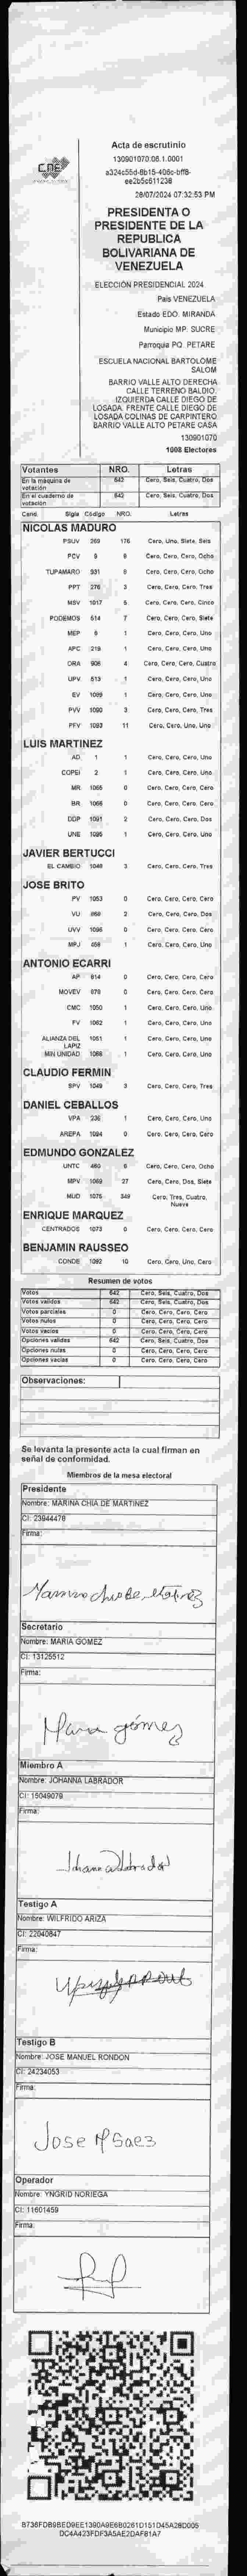 CNE
Acta de escrutinio
130901070.05.1.0001
a324c55d-8b15-406c-bff8-
ee2b5c611238
28/07/2024 07:32:53 PM
PRESIDENTA O
PRESIDENTE DE LA
REPUBLICA
BOLIVARIANA DE
VENEZUELA
ELECCIÓN PRESIDENCIAL 2024
Pais VENEZUELA
Estado EDO. MIRANDA
Municipio MP. SUCRE
Parroquia PQ. PETARE
ESCUELA NACIONAL BARTOLOME
SALOM
BARRIO VALLE ALTO DERECHA
CALLE TERRENO BALDIO.
IZQUIERDA CALLE DIEGO DE
LOSADA. FRENTE CALLE DIEGO DE
LOSADA COLINAS DE CARPINTERO
BARRIO VALLE ALTO PETARE CASA
130901070
1008 Electores
Votantes NRO. Letras
En la máquina de votación 642 Cero, Seis, Cuatro, Dos
En el cuaderno de votación 642 Cero, Seis, Cuatro, Dos
Cand. Sigla Código NRO. Letras
NICOLAS MADURO
PSUV 269 176 Cero, Uno, Siete, Seis
PCV 8 Cero, Cero, Cero, Ocho
TUPAMARO 931 8 Cero, Cero, Cero, Ocho
PPT 276 3 Cero, Cero, Cero, Tres
MSV 1017 5 Cero, Cero, Cero, Cinco
PODEMOS 514 7 Cero, Cero, Cero, Siete
MEP 6 1 Cero, Cero, Cero, Uno
APC 218 1 Cero, Cero, Cero, Uno
ORA 906 4 Cero, Cero, Cero, Cuatro
UPV 513 1 Cero, Cero, Cero, Uno
EV 1089 1 Cero, Cero, Cero, Uno
PVV 1090 3 Cero, Cero, Cero, Tres
PFV 1093 11 Cero, Cero, Uno, Uno
LUIS MARTINEZ
AD 1 1 Cero, Cero, Cero, Uno
COPEI 2 1 Cero, Cero, Cero, Uno
MR 1065 0 Cero, Cero, Cero, Cero
BR 1066 0 Cero, Cero, Cero, Cero
DDP 1091 2 Cero, Cero, Cero, Dos
UNE 1095 1 Cero, Cero, Cero, Uno
JAVIER BERTUCCI
EL CAMBIO 1048 3 Cero, Cero, Cero, Tres
JOSE BRITO
PV 1053 0 Cero, Cero, Cero, Cero
VU 868 2 Cero, Cero, Cero, Dos
UVV 1096 0 Cero, Cero, Cero, Cero
MPJ 458 1 Cero, Cero, Cero, Uno
ANTONIO ECARRI
AP 814 0 Cero, Cero, Cero, Cero
MOVEV 878 0 Cero, Cero, Cero, Cero
CMC 1050 1 Cero, Cero, Cero, Uno
FV 1062 1 Cero, Cero, Cero, Uno
ALIANZA DEL LAPIZ 1051 1 Cero, Cero, Cero, Uno
MIN UNIDAD 1068 1 Cero, Cero, Cero, Uno
CLAUDIO FERMIN
SPV 1049 3 Cero, Cero, Cero, Tres
DANIEL CEBALLOS
VPA 236 1 Cero, Cero, Cero, Uno
AREPA 1094 0 Cero, Cero, Cero, Cero
EDMUNDO GONZALEZ
UNTC 460 8 Cero, Cero, Cero, Ocho
MPV 1069 27 Cero, Cero, Dos, Siete
MUD 1075 349 Cero, Tres, Cuatro,
Nueve
ENRIQUE MARQUEZ
CENTRADOS 1073 0 Cero, Cero, Cero, Cero
BENJAMIN RAUSSEO
CONDE 1092 10 Cero, Cero, Uno, Cero
Resumen de votos
Votos 642 Cero, Seis, Cuatro, Dos
Votos validos 642 Cero, Seis, Cuatro, Dos
Votos parciales 0 Cero, Cero, Cero, Cero
Votos nulos 0 Cero, Cero, Cero, Cero
Votos vacios 0 Cero, Cero, Cero, Cero
Opciones validas 642 Cero, Seis, Cuatro, Dos
Opciones nulas 0 Cero, Cero, Cero, Cero
Opciones vacias 0 Cero, Cero, Cero, Cero
Observaciones:
Se levanta la presente acta la cual firman en
señal de conformidad.
Miembros de la mesa electoral
Presidente
Nombre: MARINA CHIA DE MARTINEZ
CI: 23944478
Firma:
Secretario
Nombre: MARIA GOMEZ
CI: 13125512
Firma:
Maria gómez
Miembro A
Nombre: JOHANNA LABRADOR
CI: 15049079
Firma:
Johanna Labrador
Testigo A
Nombre: WILFRIDO ARIZA
CI: 22040847
Firma:
Testigo B
Nombre: JOSE MANUEL RONDON
CI: 24234053
Firma:
Jose M Saez
Operador
Nombre: YNGRID NORIEGA
CI: 11601459
Firma:
B736FDB9BED9EE1390A9E6B0261D151D45A26D005
DC4A423FDF3A5AE2DAF81A7